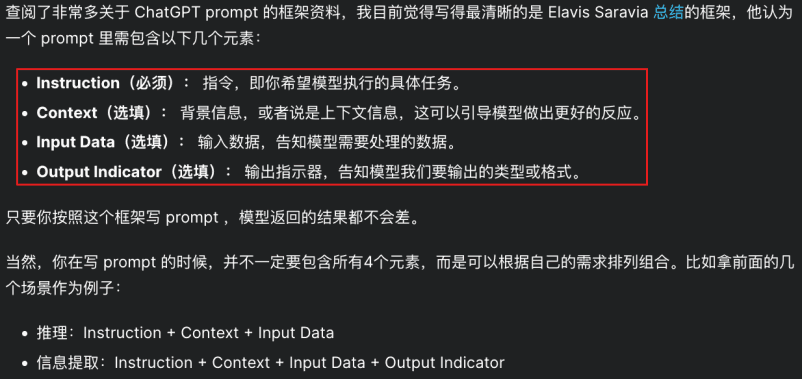 查阅了非常多关于 ChatGPT prompt 的框架资料，我目前觉得写得最清晰的是 Elavis Saravia 总结的框架，他认为
一个 prompt 里需包含以下几个元素：
• Instruction（必须）： 指令，即你希望模型执行的具体任务。
• Context（选填）： 背景信息，或者说是上下文信息，这可以引导模型做出更好的反应。
• Input Data（选填）： 输入数据，告知模型需要处理的数据。
• Output Indicator（选填）： 输出指示器，告知模型我们要输出的类型或格式。
只要你按照这个框架写 prompt ，模型返回的结果都不会差。
当然，你在写 prompt 的时候，并不一定要包含所有4个元素，而是可以根据自己的需求排列组合。比如拿前面的几
个场景作为例子：
• 推理：Instruction + Context + Input Data
• 信息提取：Instruction + Context + Input Data + Output Indicator